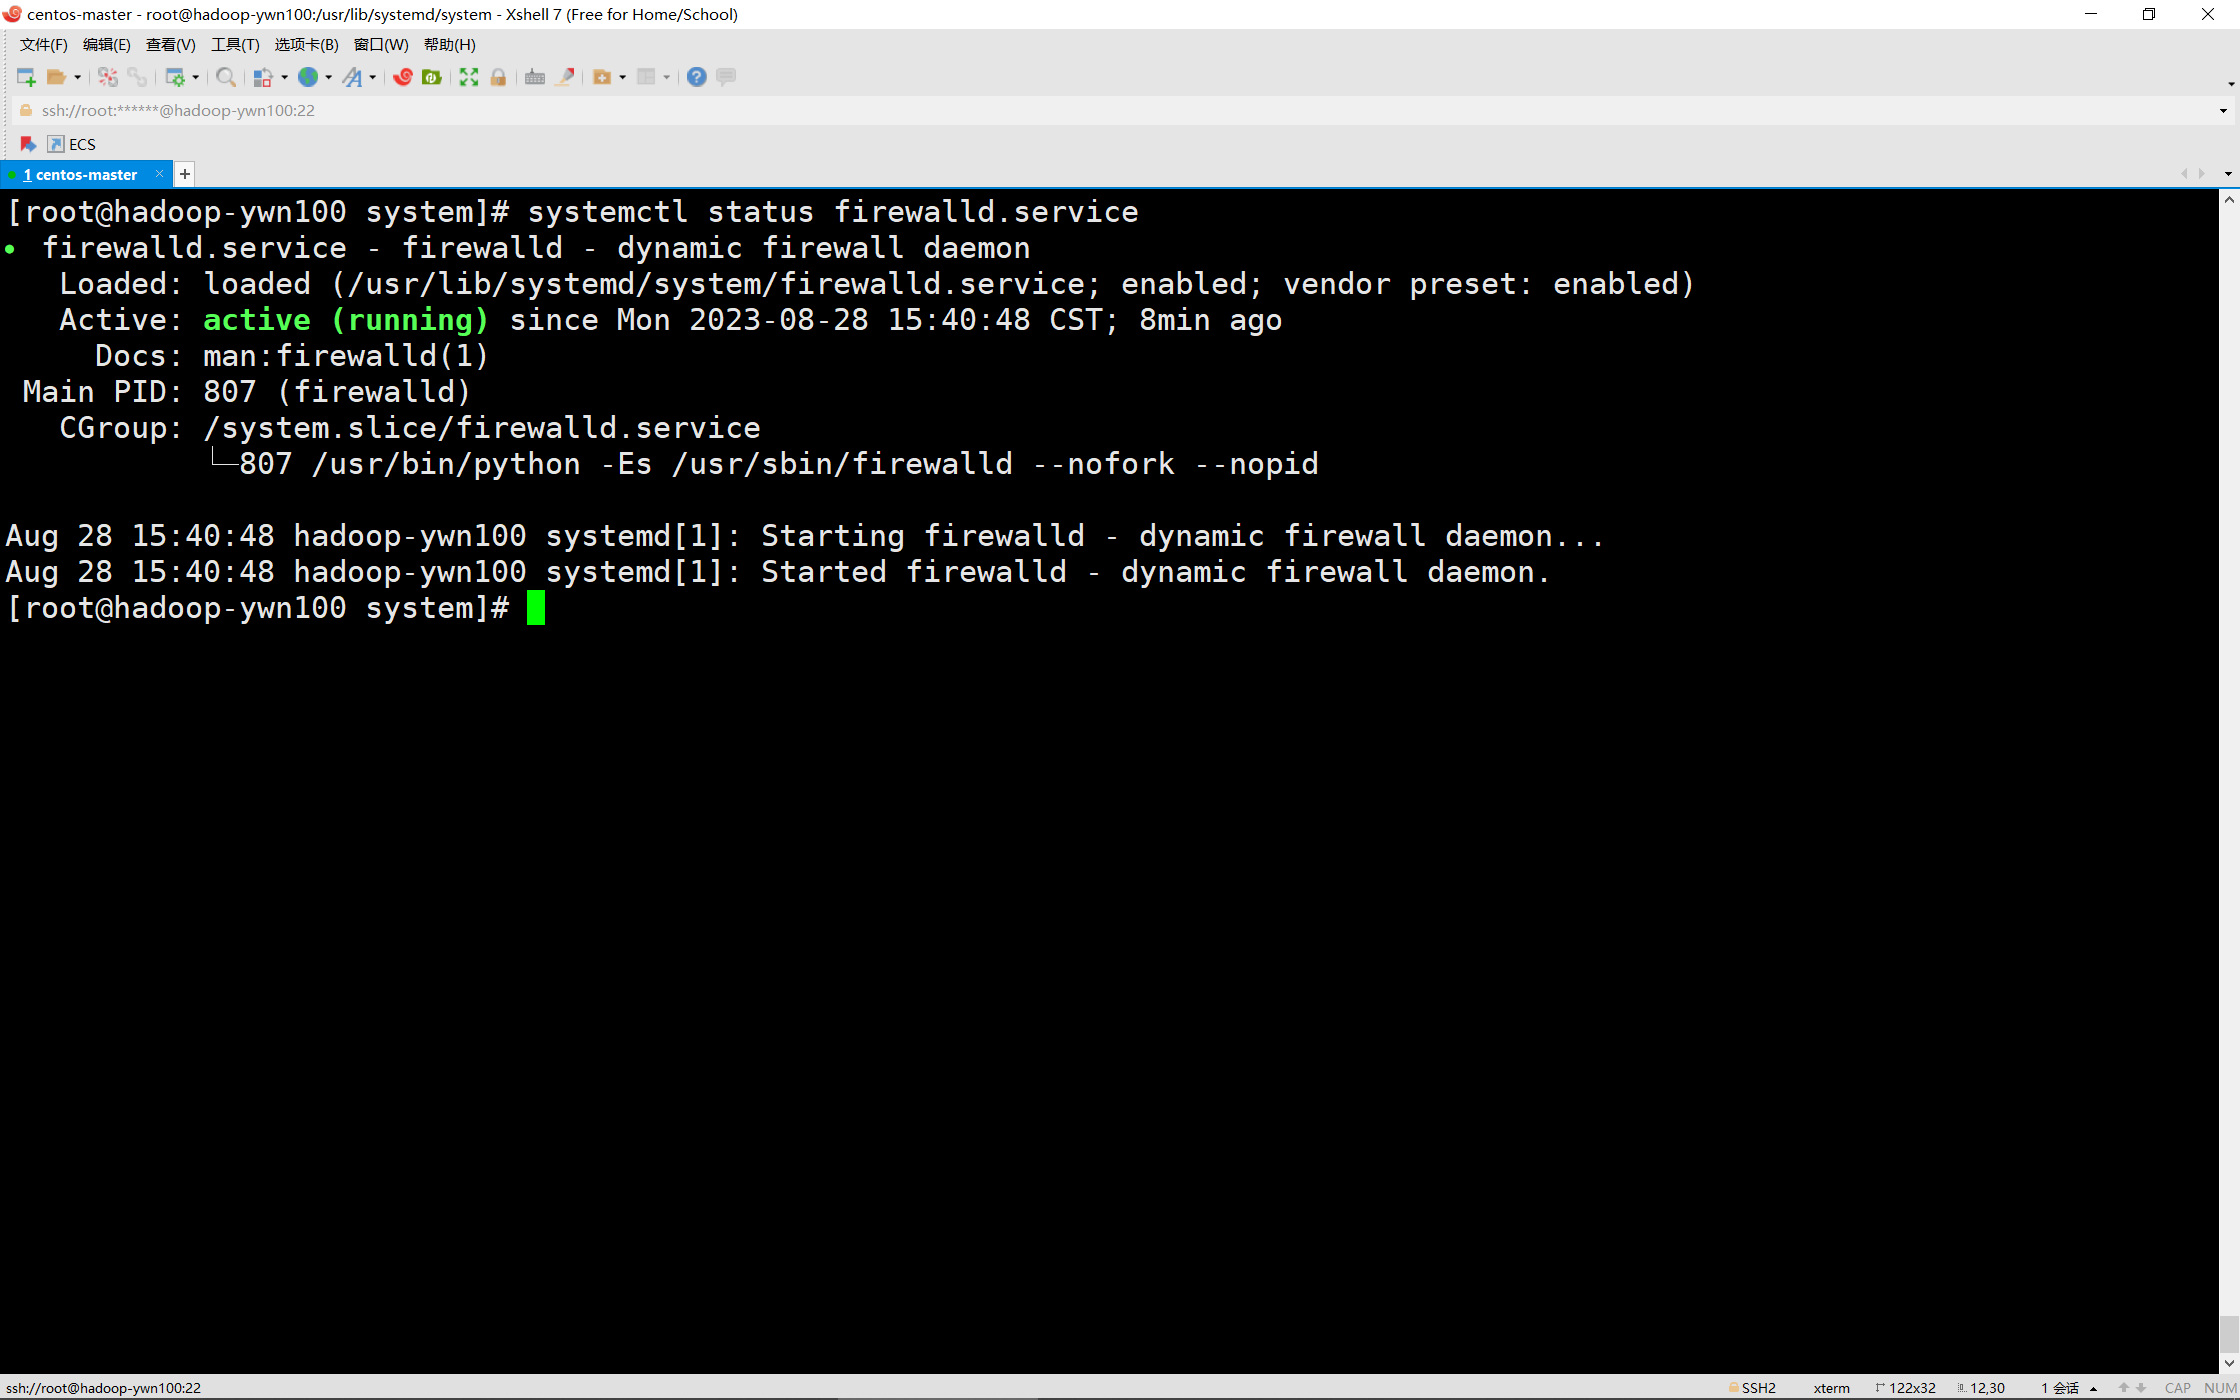 centos-master - root@hadoop-ywn100:/usr/lib/systemd/system - Xshell 7 (Free for Home/School)
文件(F) 编辑(E) 查看(V) 工具(T) 选项卡(B) 窗口(W) 帮助(H)
ssh://root:******@hadoop-ywn100:22
ECS
1 centos-master
[root@hadoop-ywn100 system]# systemctl status firewalld.service
● firewalld.service - firewalld - dynamic firewall daemon
   Loaded: loaded (/usr/lib/systemd/system/firewalld.service; enabled; vendor preset: enabled)
   Active: active (running) since Mon 2023-08-28 15:40:48 CST; 8min ago
     Docs: man:firewalld(1)
 Main PID: 807 (firewalld)
   CGroup: /system.slice/firewalld.service
           └─807 /usr/bin/python -Es /usr/sbin/firewalld --nofork --nopid
Aug 28 15:40:48 hadoop-ywn100 systemd[1]: Starting firewalld - dynamic firewall daemon...
Aug 28 15:40:48 hadoop-ywn100 systemd[1]: Started firewalld - dynamic firewall daemon.
[root@hadoop-ywn100 system]#
ssh://root@hadoop-ywn100:22 SSH2 xterm 122x32 12,30 1 会话 CAP NUM